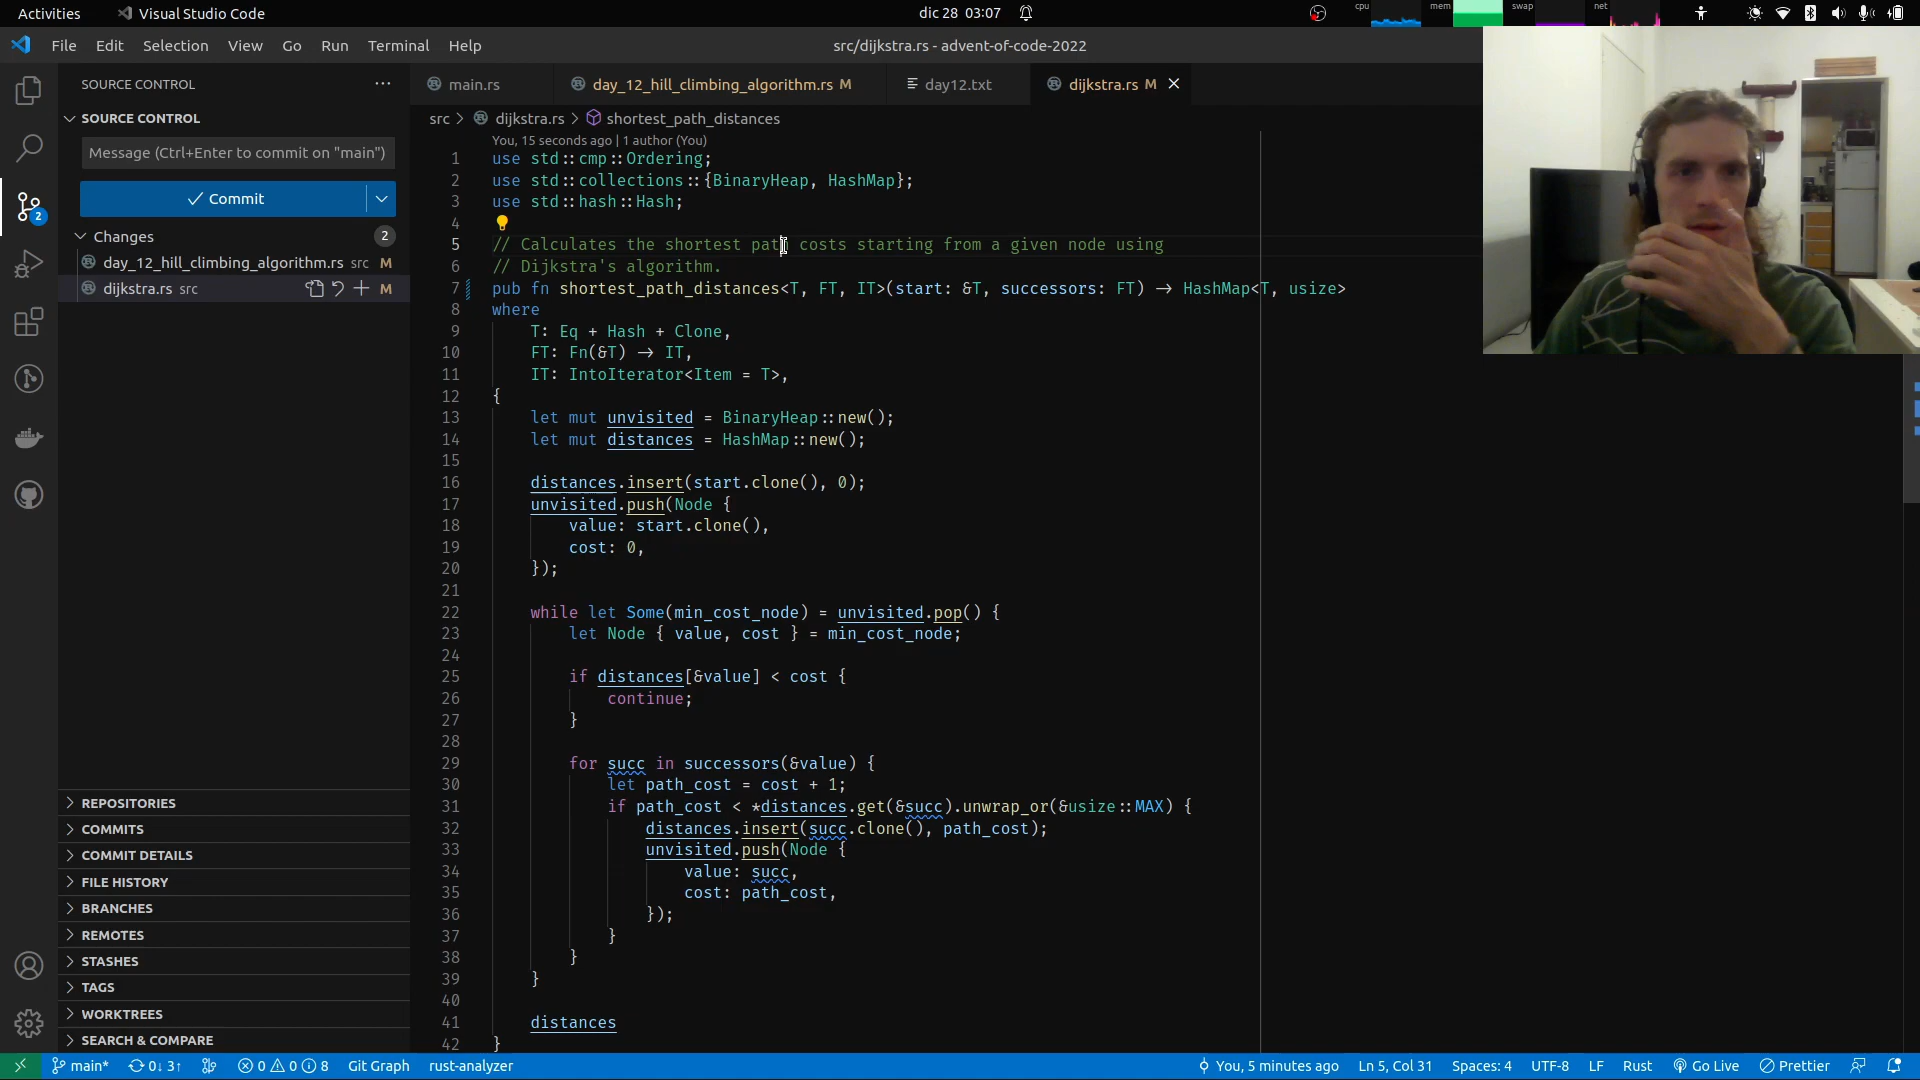 Activities
Visual Studio Code
dic 28 03:07
cpu
mem
swap
net
File
Edit
Selection
View
Go
Run
Terminal
Help
src/dijkstra.rs - advent-of-code-2022
SOURCE CONTROL
SOURCE CONTROL
Message (Ctrl+Enter to commit on "main")
Commit
2
Changes
2
day_12_hill_climbing_algorithm.rs src M
dijkstra.rs src M
REPOSITORIES
COMMITS
COMMIT DETAILS
FILE HISTORY
BRANCHES
REMOTES
STASHES
TAGS
WORKTREES
SEARCH & COMPARE
main.rs
day_12_hill_climbing_algorithm.rs M
day12.txt
dijkstra.rs M
src > dijkstra.rs > shortest_path_distances
You, 15 seconds ago | 1 author (You)
1 use std::cmp::Ordering;
2 use std::collections::{BinaryHeap, HashMap};
3 use std::hash::Hash;
4
5 // Calculates the shortest path costs starting from a given node using
6 // Dijkstra's algorithm.
7 pub fn shortest_path_distances<T, FT, IT>(start: &T, successors: FT) -> HashMap<T, usize>
8 where
9 T: Eq + Hash + Clone,
10 FT: Fn(&T) -> IT,
11 IT: IntoIterator<Item = T>,
12 {
13 let mut unvisited = BinaryHeap::new();
14 let mut distances = HashMap::new();
15
16 distances.insert(start.clone(), 0);
17 unvisited.push(Node {
18 value: start.clone(),
19 cost: 0,
20 });
21
22 while let Some(min_cost_node) = unvisited.pop() {
23 let Node { value, cost } = min_cost_node;
24
25 if distances[&value] < cost {
26 continue;
27 }
28
29 for succ in successors(&value) {
30 let path_cost = cost + 1;
31 if path_cost < *distances.get(&succ).unwrap_or(&usize::MAX) {
32 distances.insert(succ.clone(), path_cost);
33 unvisited.push(Node {
34 value: succ,
35 cost: path_cost,
36 });
37 }
38 }
39 }
40
41 distances
42 }
main*
0↓ 3↑
0
0
8
Git Graph
rust-analyzer
You, 5 minutes ago
Ln 5, Col 31
Spaces: 4
UTF-8
LF
Rust
Go Live
Prettier